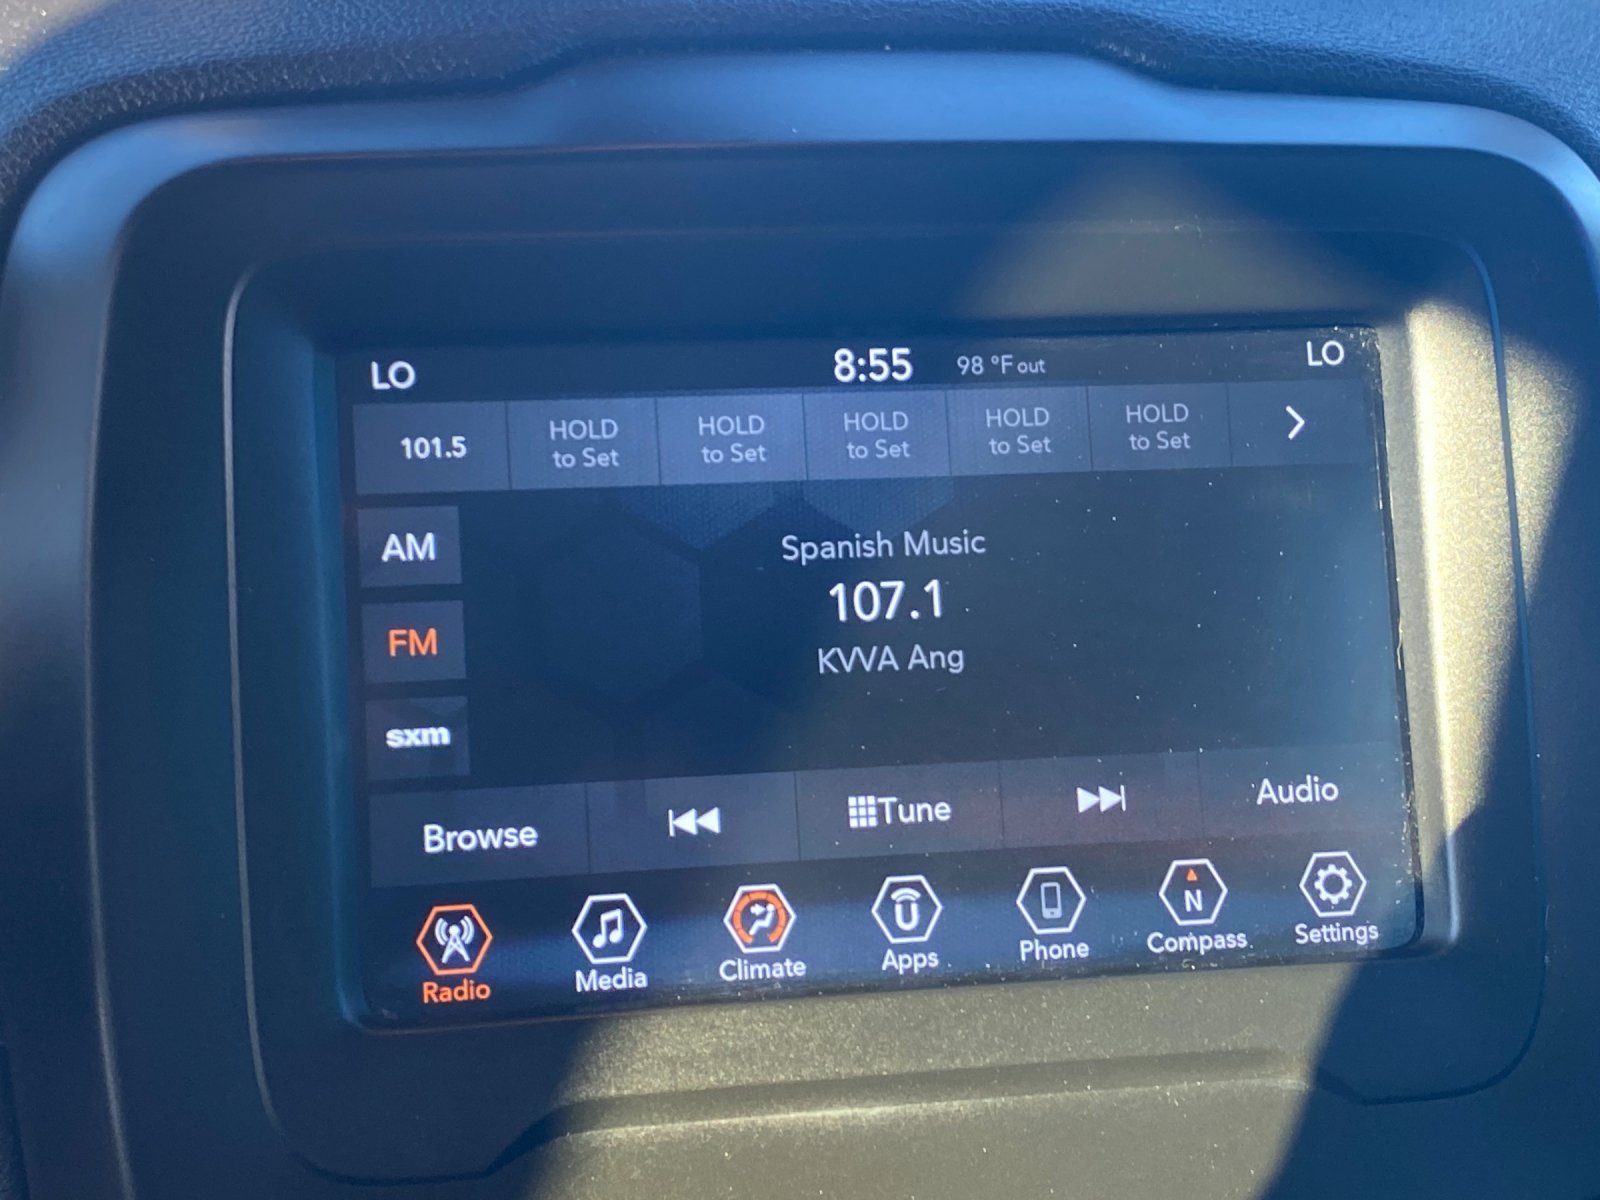 LO 8:55 98 °F out LO
101.5
HOLD to Set
HOLD to Set
HOLD to Set
HOLD to Set
HOLD to Set
AM
Spanish Music
107.1
FM
KVVA Ang
sxm
Browse Tune Audio
N
Radio Media Climate Apps Phone Compass Settings